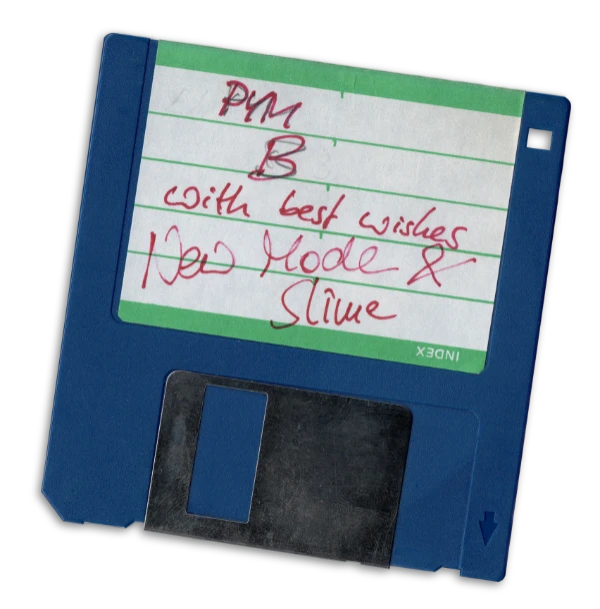 PYM
B
with best wishes
New Mode &
Slime
INDEX